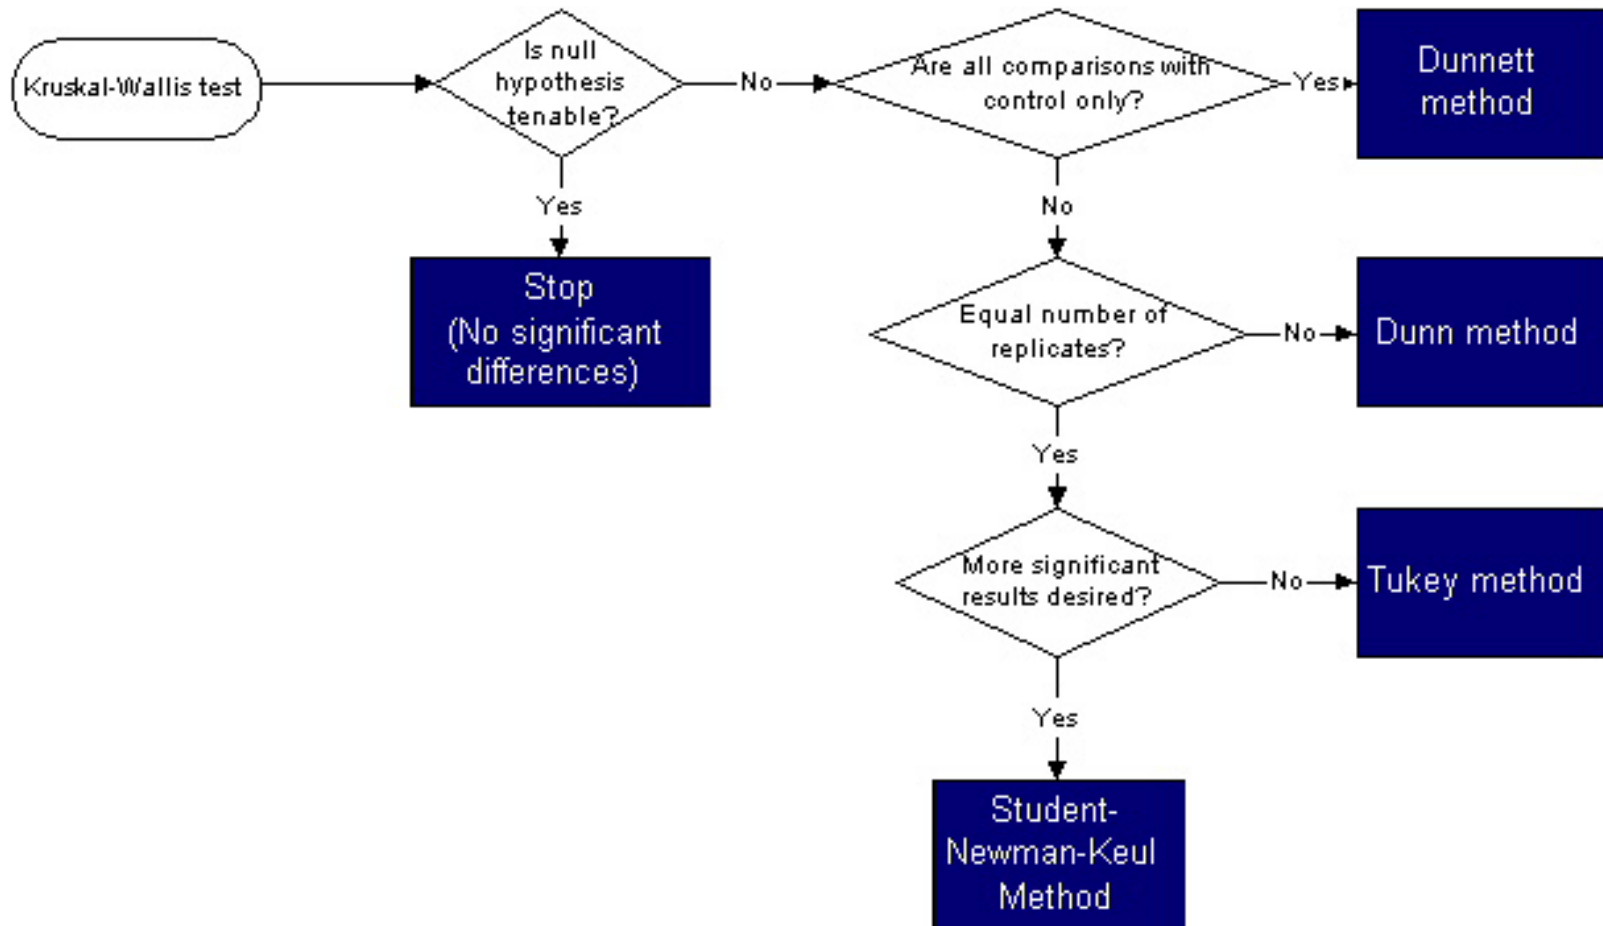 Kruskal-Wallis test
Is null
hypothesis
tenable?
No
Are all comparisons with
control only?
Yes
Dunnett
method
Yes
No
Stop
(No significant
differences)
Equal number of
replicates?
No
Dunn method
Yes
More significant
results desired?
No
Tukey method
Yes
Student-
Newman-Keul
Method